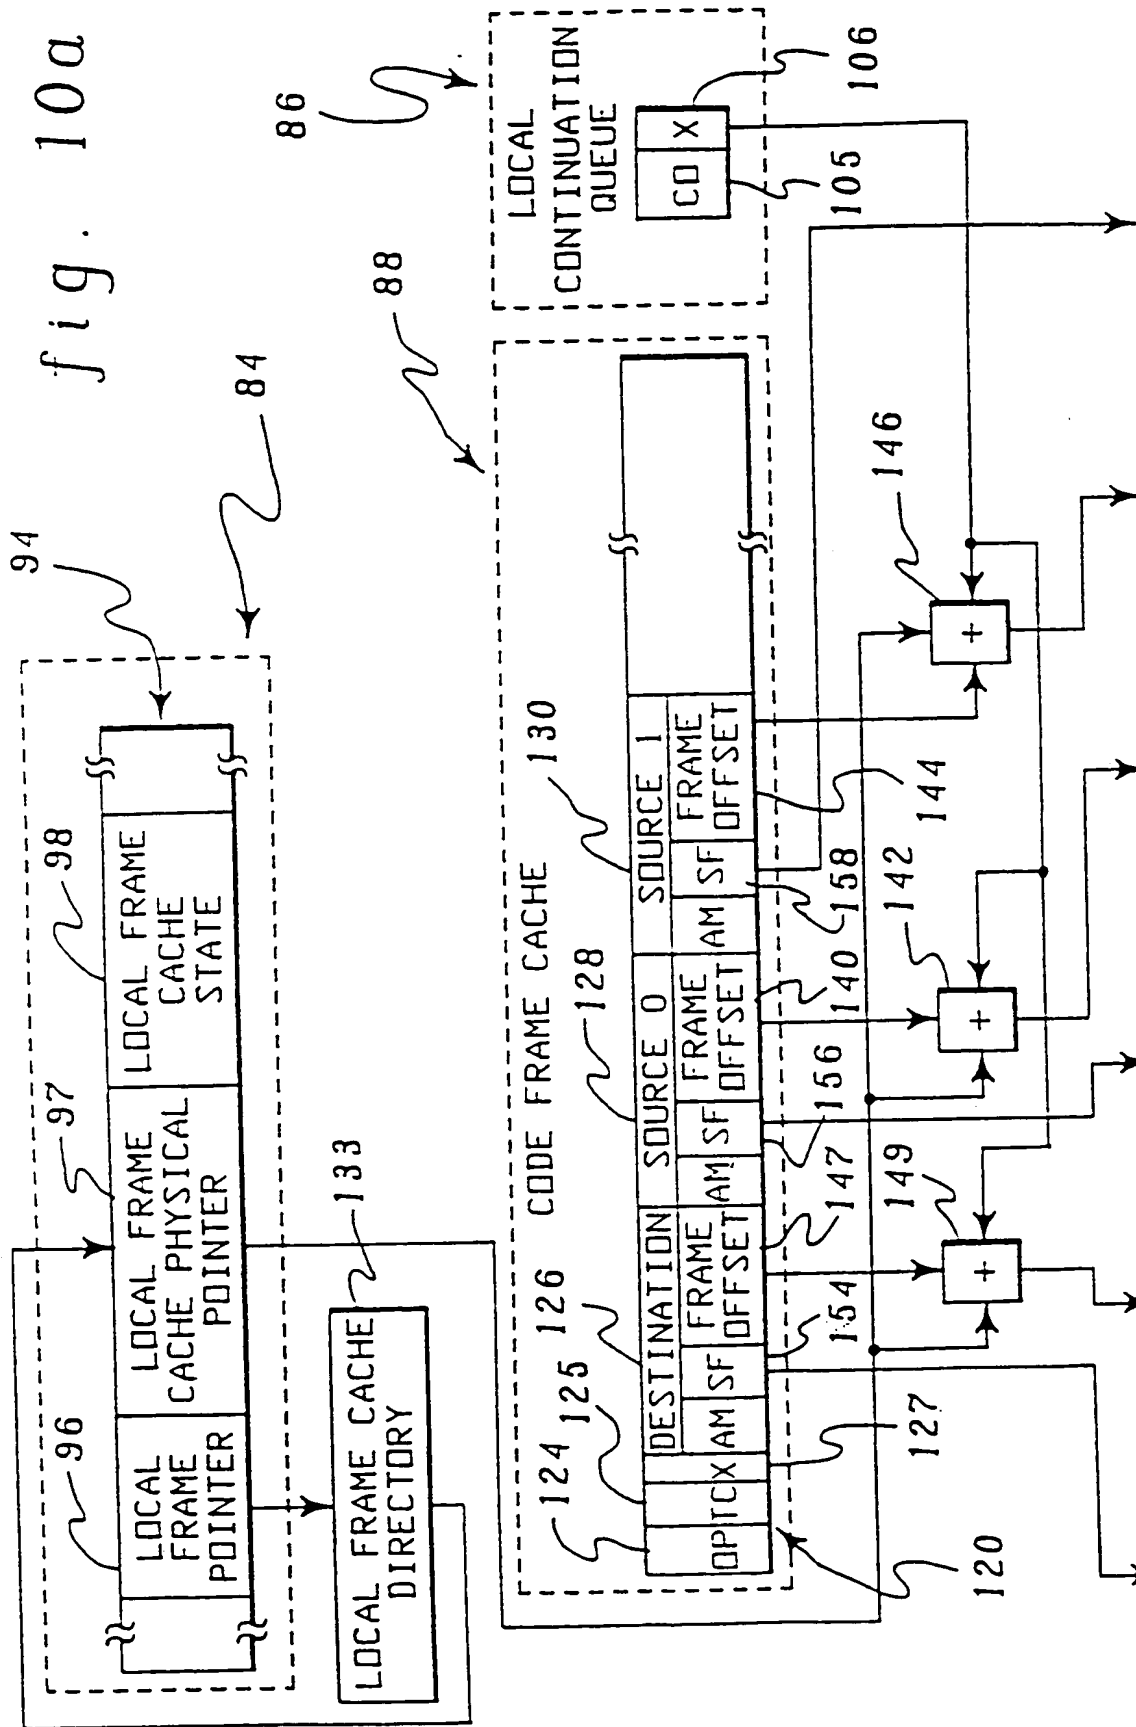 fig. 10a
94
84
96
97
98
LOCAL
FRAME
POINTER
LOCAL FRAME
CACHE PHYSICAL
POINTER
LOCAL FRAME
CACHE
STATE
133
LOCAL FRAME CACHE
DIRECTORY
88
86
CODE FRAME CACHE
124
125
126
128
130
OP
TC
X
DESTINATION
AM
SF
FRAME
OFFSET
SOURCE 0
AM
SF
FRAME
OFFSET
SOURCE 1
AM
SF
FRAME
OFFSET
LOCAL
CONTINUATION
QUEUE
CO
X
105
106
120
127
154
147
156
140
158
144
149
+
142
+
146
+